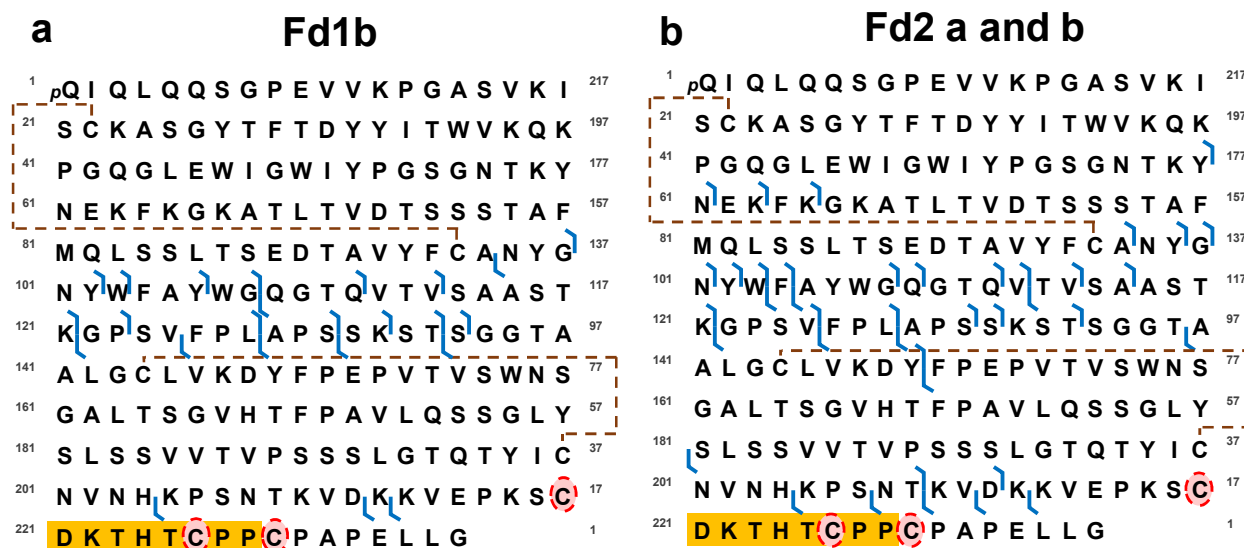 a Fd1b
1 pQ I Q L Q Q S G P E V V K P G A S V K I 217
21 S C K A S G Y T F T D Y Y I T W V K Q K 197
41 P G Q G L E W I G W I Y P G S G N T K Y 177
61 N E K F K G K A T L T V D T S S S T A F 157
81 M Q L S S L T S E D T A V Y F C A N Y G 137
101 N Y W F A Y W G Q G T Q V T V S A A S T 117
121 K G P S V F P L A P S S K S T S G G T A 97
141 A L G C L V K D Y F P E P V T V S W N S 77
161 G A L T S G V H T F P A V L Q S S G L Y 57
181 S L S S V V T V P S S S L G T Q T Y I C 37
201 N V N H K P S N T K V D K K V E P K S C 17
221 D K T H T C P P C P A P E L L G 1
b Fd2 a and b
1 pQ I Q L Q Q S G P E V V K P G A S V K I 217
21 S C K A S G Y T F T D Y Y I T W V K Q K 197
41 P G Q G L E W I G W I Y P G S G N T K Y 177
61 N E K F K G K A T L T V D T S S S T A F 157
81 M Q L S S L T S E D T A V Y F C A N Y G 137
101 N Y W F A Y W G Q G T Q V T V S A A S T 117
121 K G P S V F P L A P S S K S T S G G T A 97
141 A L G C L V K D Y F P E P V T V S W N S 77
161 G A L T S G V H T F P A V L Q S S G L Y 57
181 S L S S V V T V P S S S L G T Q T Y I C 37
201 N V N H K P S N T K V D K K V E P K S C 17
221 D K T H T C P P C P A P E L L G 1